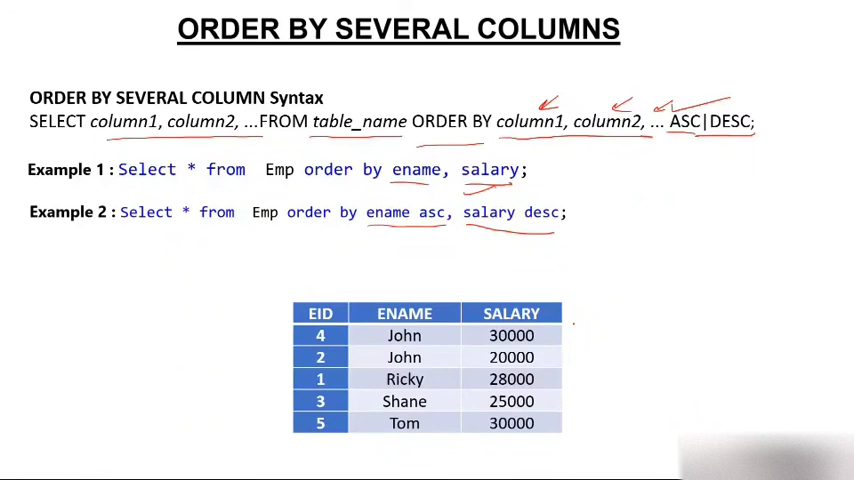 ORDER BY SEVERAL COLUMNS
ORDER BY SEVERAL COLUMN Syntax
SELECT column1, column2, ...FROM table_name ORDER BY column1, column2, ... ASC|DESC;
Example 1 : Select * from Emp order by ename, salary;
Example 2 : Select * from Emp order by ename asc, salary desc;
EID ENAME SALARY
4 John 30000
2 John 20000
1 Ricky 28000
3 Shane 25000
5 Tom 30000